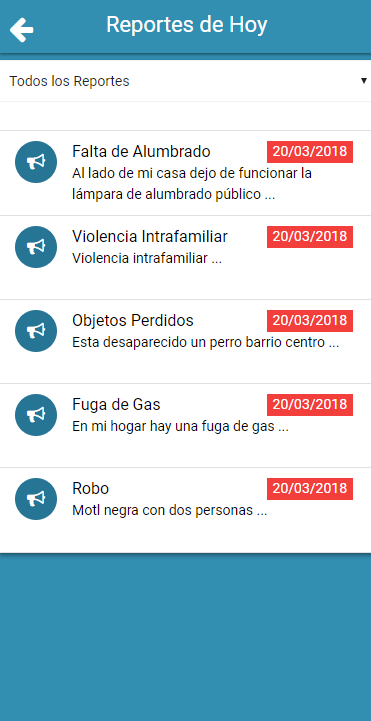 Reportes de Hoy
Todos los Reportes
Falta de Alumbrado 20/03/2018
Al lado de mi casa dejo de funcionar la
lámpara de alumbrado público ...
Violencia Intrafamiliar 20/03/2018
Violencia intrafamiliar ...
Objetos Perdidos 20/03/2018
Esta desaparecido un perro barrio centro ...
Fuga de Gas 20/03/2018
En mi hogar hay una fuga de gas ...
Robo 20/03/2018
Motl negra con dos personas ...